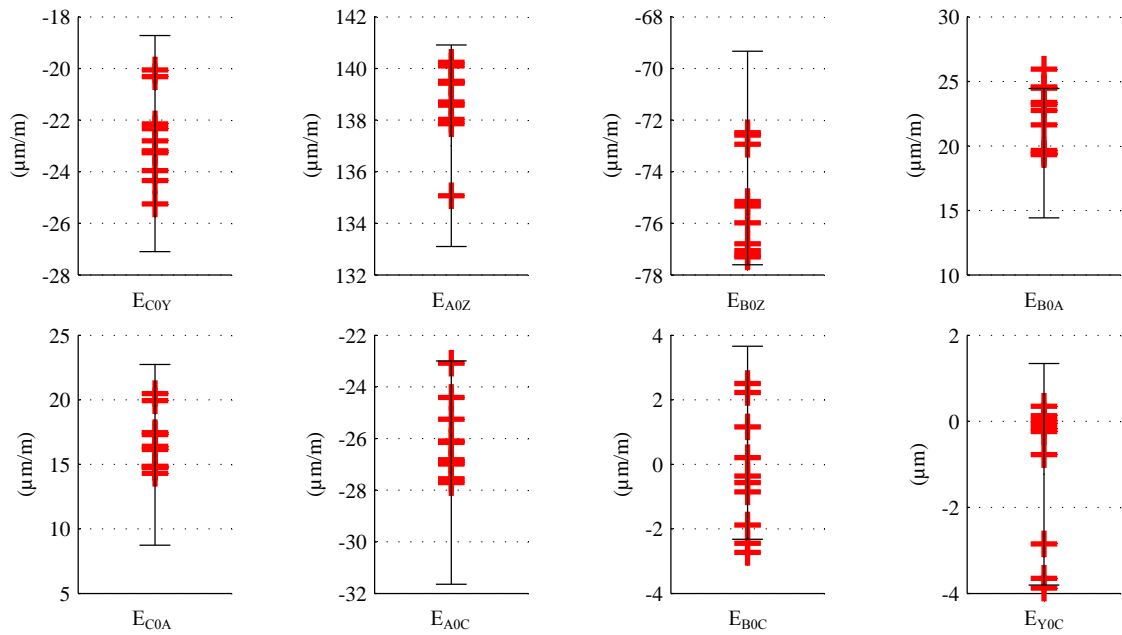 -18
-20
-22
-24
-26
-28
(µm/m)
E_C0Y
142
140
138
136
134
132
(µm/m)
E_A0Z
-68
-70
-72
-74
-76
-78
(µm/m)
E_B0Z
30
25
20
15
10
(µm/m)
E_B0A
25
20
15
10
5
(µm/m)
E_C0A
-22
-24
-26
-28
-30
-32
(µm/m)
E_A0C
4
2
0
-2
-4
(µm/m)
E_B0C
2
0
-2
-4
(µm)
E_Y0C